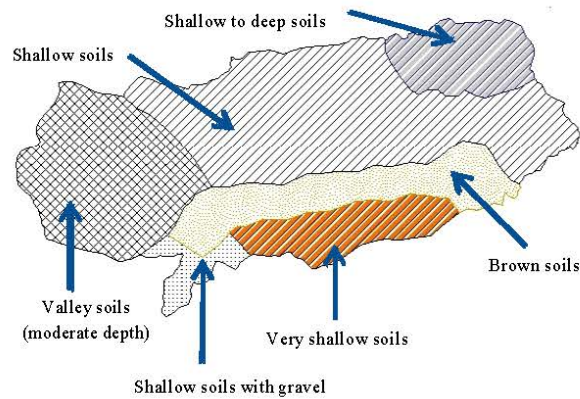 Shallow to deep soils
Shallow soils
Brown soils
Valley soils
(moderate depth)
Very shallow soils
Shallow soils with gravel